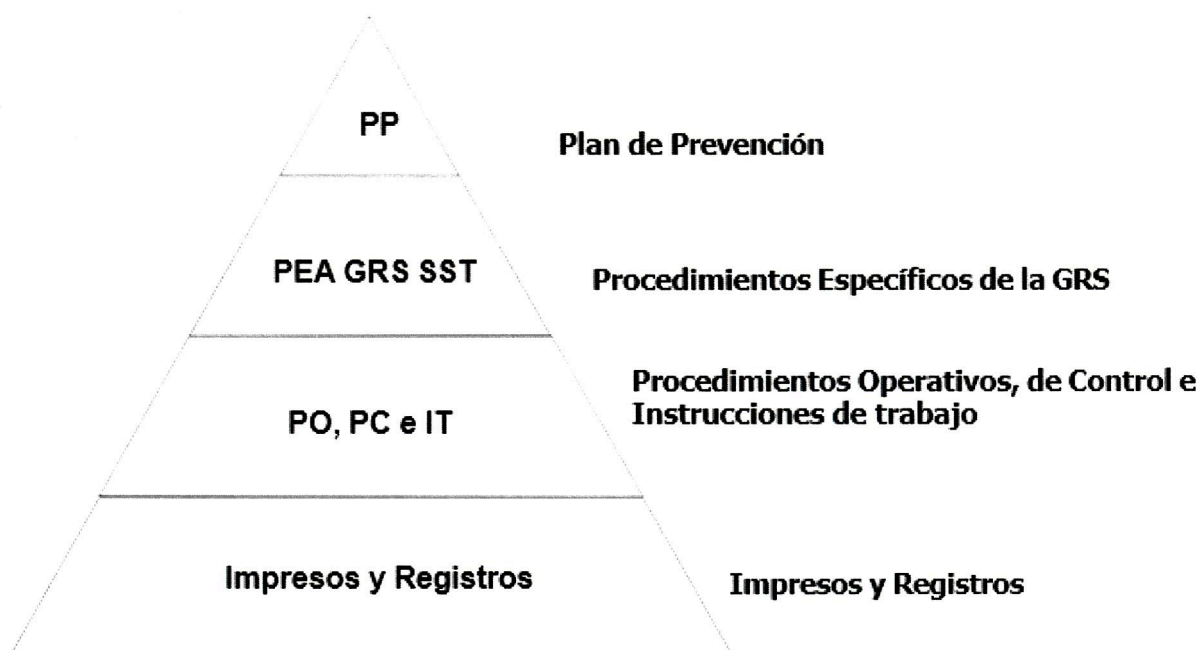 PP
Plan de Prevención
PEA GRS SST
Procedimientos Específicos de la GRS
PO, PC e IT
Procedimientos Operativos, de Control e
Instrucciones de trabajo
Impresos y Registros
Impresos y Registros